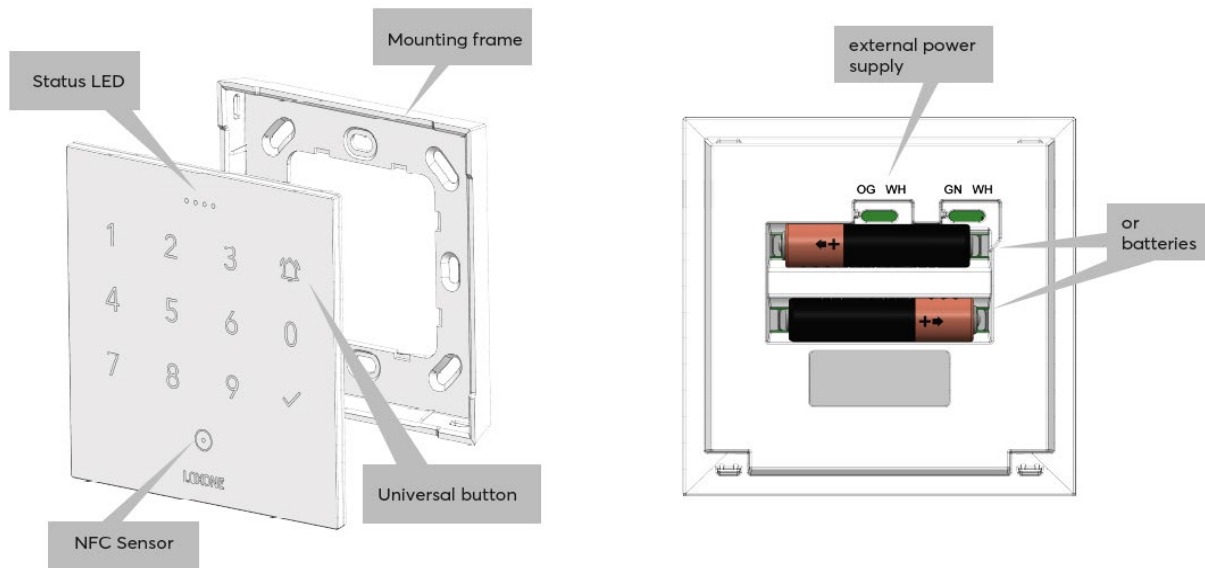 Mounting frame
Status LED
1 2 3
4 5 6 0
7 8 9
LOXONE
Universal button
NFC Sensor
external power
supply
OG WH GN WH
or
batteries
+
+